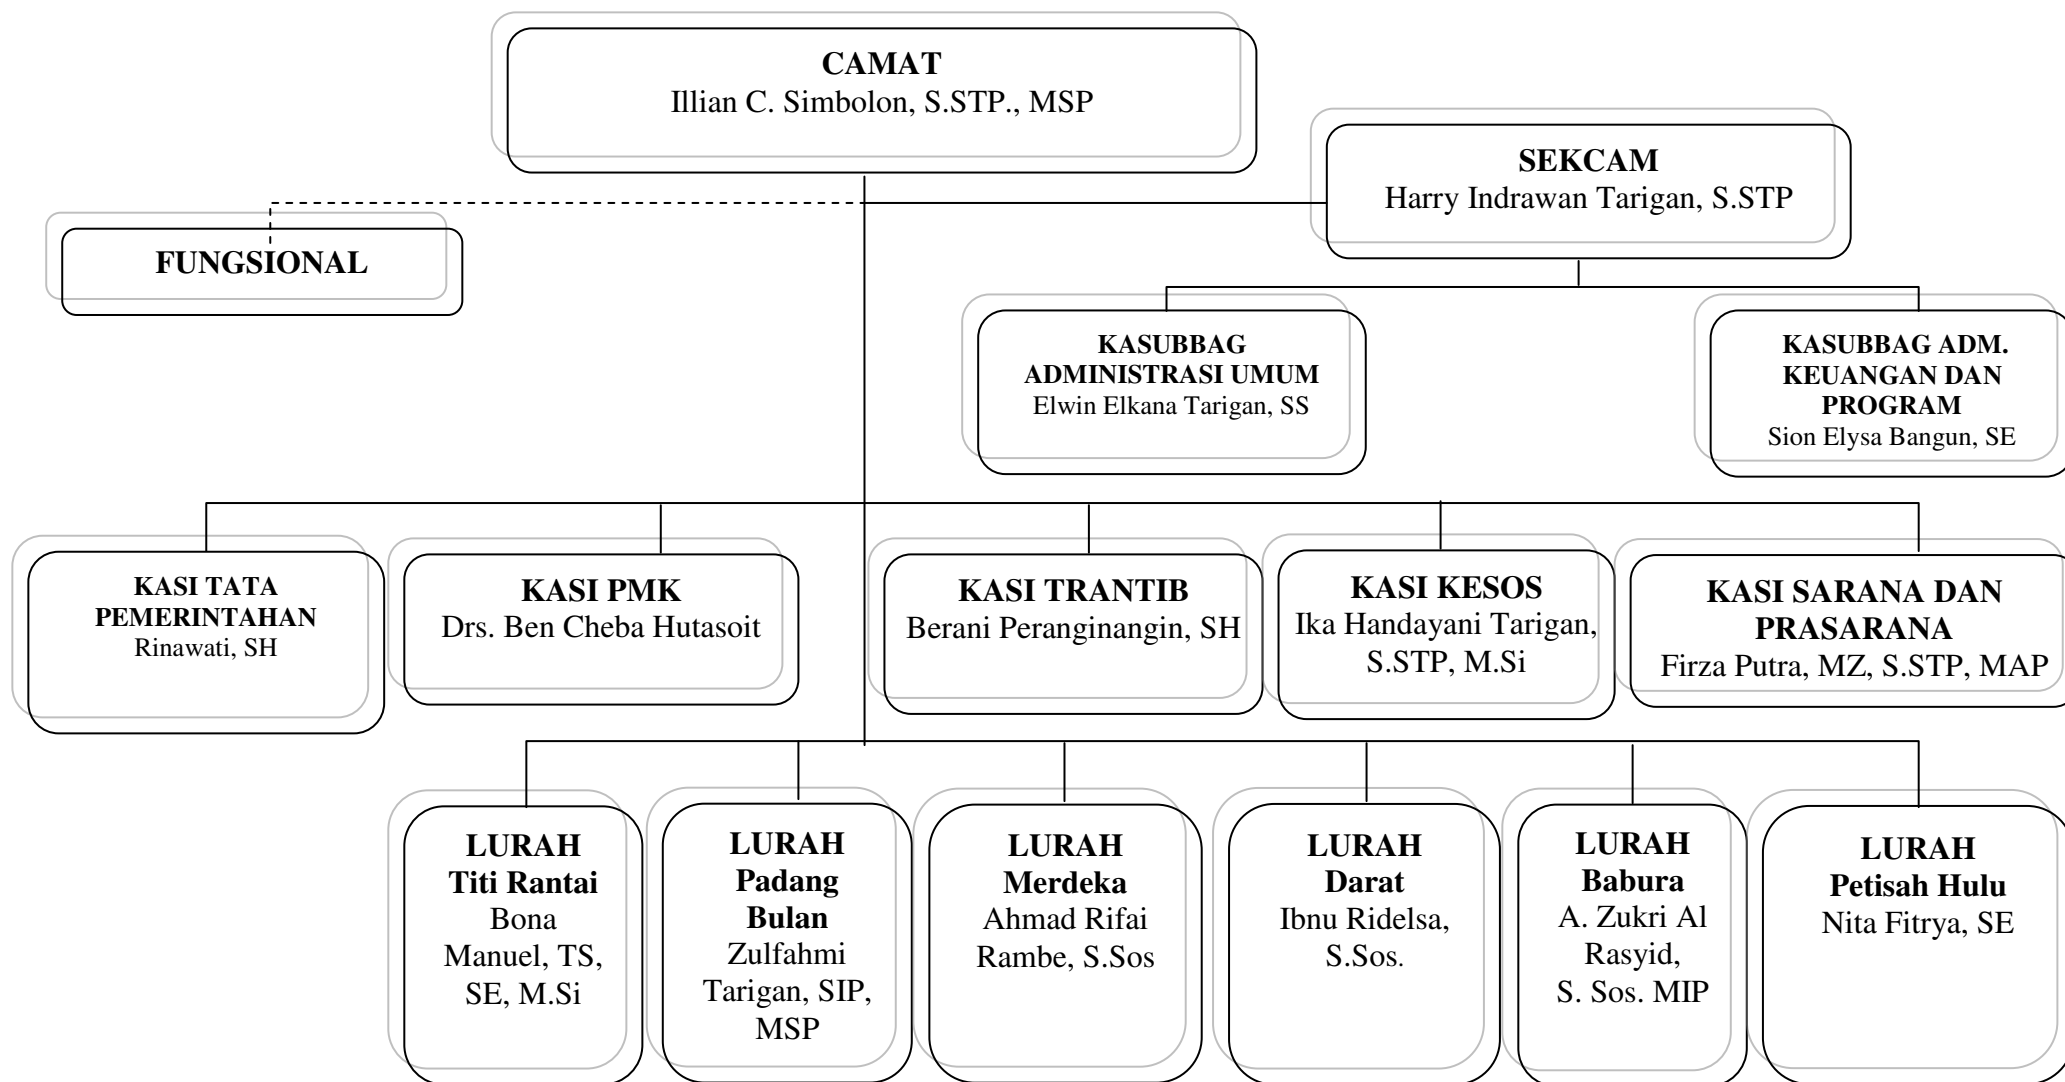 CAMAT
Illian C. Simbolon, S.STP., MSP
SEKCAM
Harry Indrawan Tarigan, S.STP
FUNGSIONAL
KASUBBAG
ADMINISTRASI UMUM
Elwin Elkana Tarigan, SS
KASUBBAG ADM.
KEUANGAN DAN
PROGRAM
Sion Elysa Bangun, SE
KASI TATA
PEMERINTAHAN
Rinawati, SH
KASI PMK
Drs. Ben Cheba Hutasoit
KASI TRANTIB
Berani Peranginangin, SH
KASI KESOS
Ika Handayani Tarigan,
S.STP, M.Si
KASI SARANA DAN
PRASARANA
Firza Putra, MZ, S.STP, MAP
LURAH
Titi Rantai
Bona
Manuel, TS,
SE, M.Si
LURAH
Padang
Bulan
Zulfahmi
Tarigan, SIP,
MSP
LURAH
Merdeka
Ahmad Rifai
Rambe, S.Sos
LURAH
Darat
Ibnu Ridelsa,
S.Sos.
LURAH
Babura
A. Zukri Al
Rasyid,
S. Sos. MIP
LURAH
Petisah Hulu
Nita Fitrya, SE